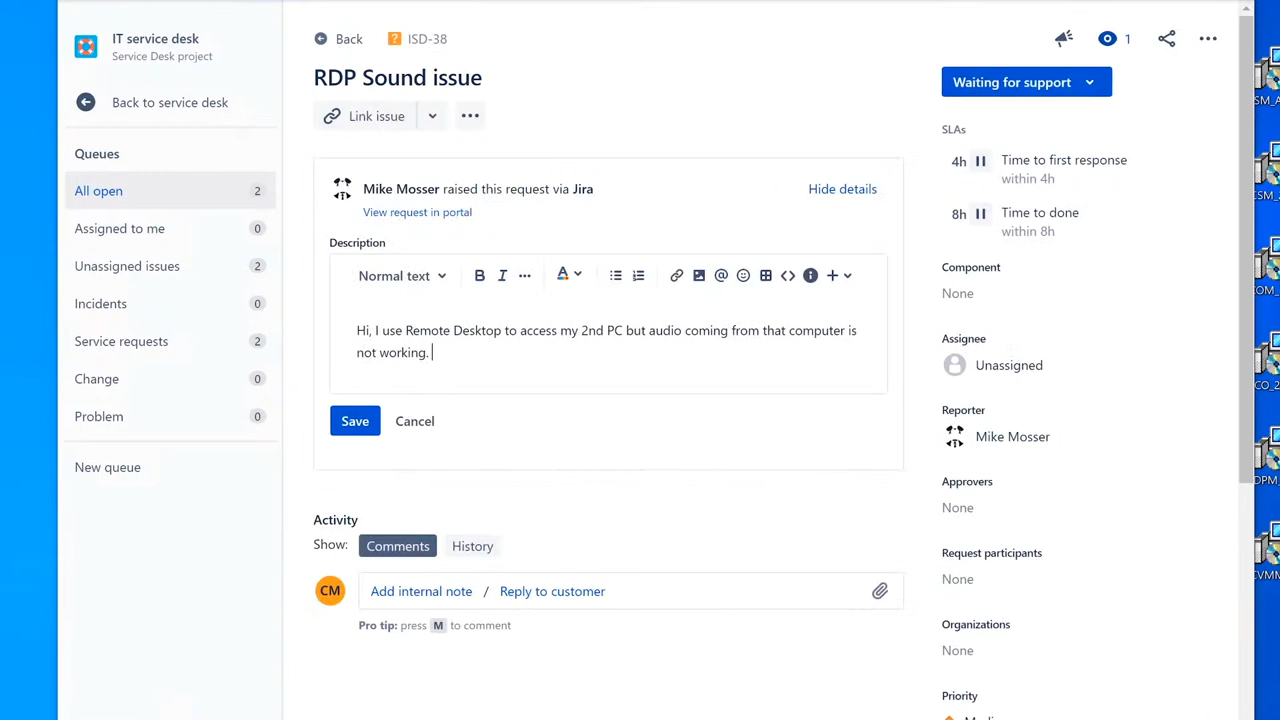 IT service desk
Service Desk project
Back to service desk
Queues
All open 2
Assigned to me 0
Unassigned issues 2
Incidents 0
Service requests 2
Change 0
Problem 0
New queue
Back ISD-38
1
RDP Sound issue
Link issue
Mike Mosser raised this request via Jira
Hide details
View request in portal
Description
Normal text B I A
Hi, I use Remote Desktop to access my 2nd PC but audio coming from that computer is
not working.
Save Cancel
Activity
Show: Comments History
CM Add internal note / Reply to customer
Pro tip: press M to comment
Waiting for support
SLAs
4h Time to first response
within 4h
8h Time to done
within 8h
Component
None
Assignee
Unassigned
Reporter
Mike Mosser
Approvers
None
Request participants
None
Organizations
None
Priority